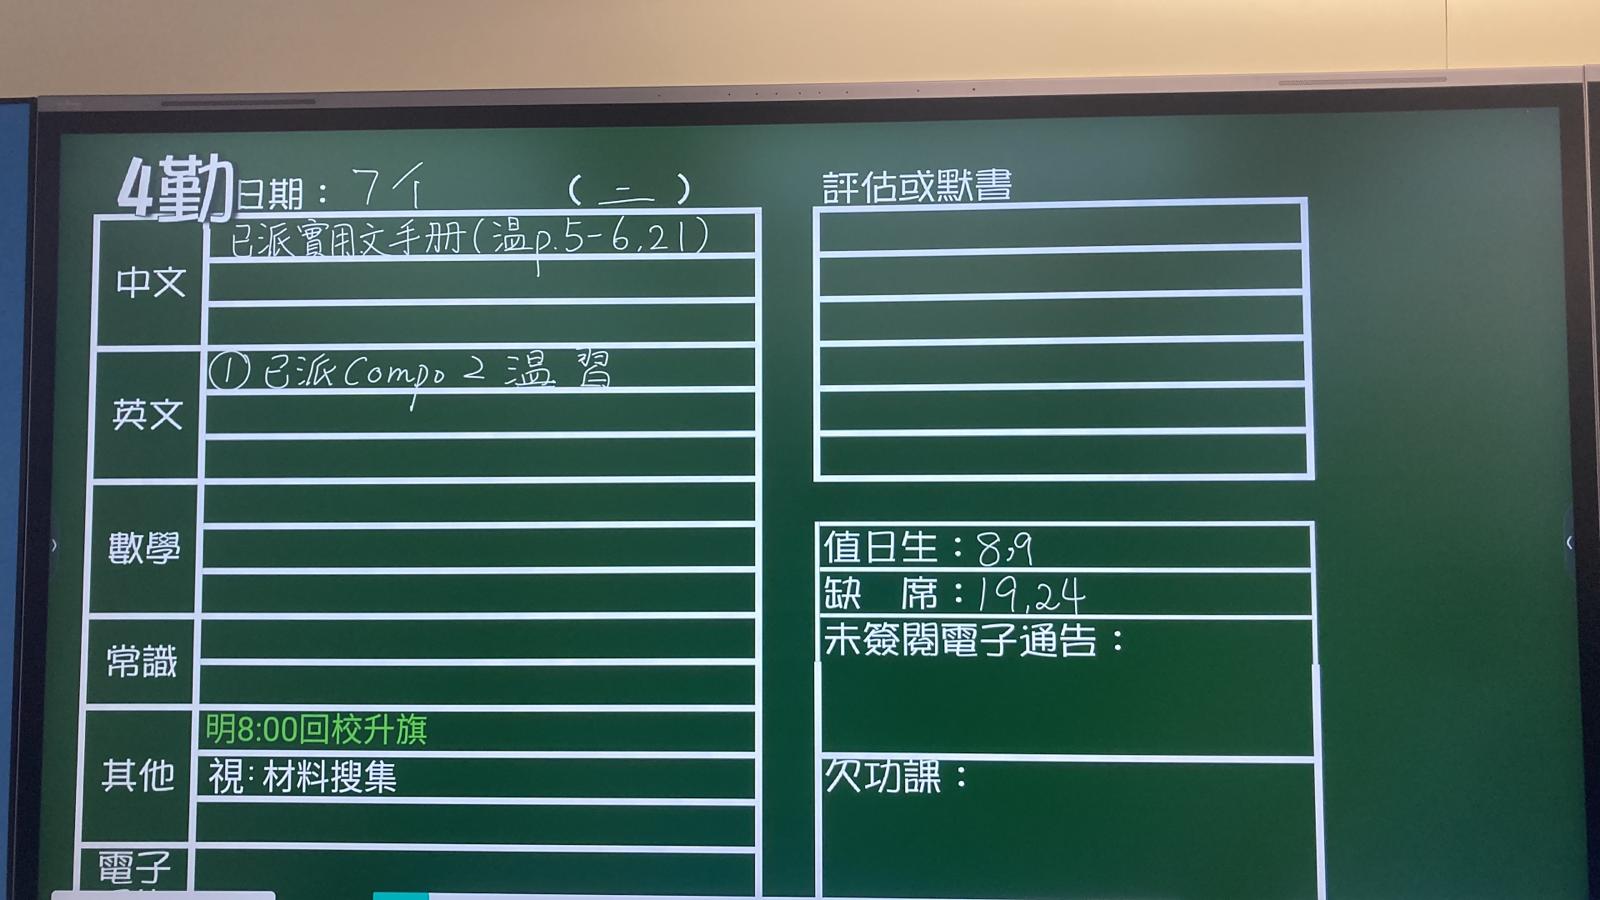 4勤 日期： 7 (二)
中文
已派實用文手册(溫p.5-6,21)
英文
① 已派Compo 2 溫習
數學
常識
其他
明8:00回校升旗
視：材料搜集
電子
評估或默書
值日生：8,9
缺　席：19,24
未簽閱電子通告：
欠功課：